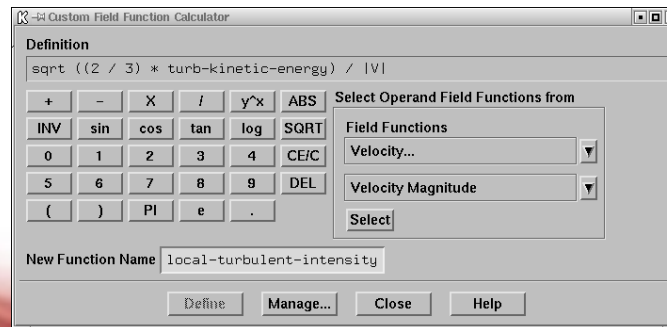 Custom Field Function Calculator
Definition
sqrt ((2 / 3) * turb-kinetic-energy) / |V|
+ - X / y^x ABS
INV sin cos tan log SQRT
0 1 2 3 4 CE/C
5 6 7 8 9 DEL
( ) PI e .
Select Operand Field Functions from
Field Functions
Velocity...
Velocity Magnitude
Select
New Function Name local-turbulent-intensity
Define Manage... Close Help